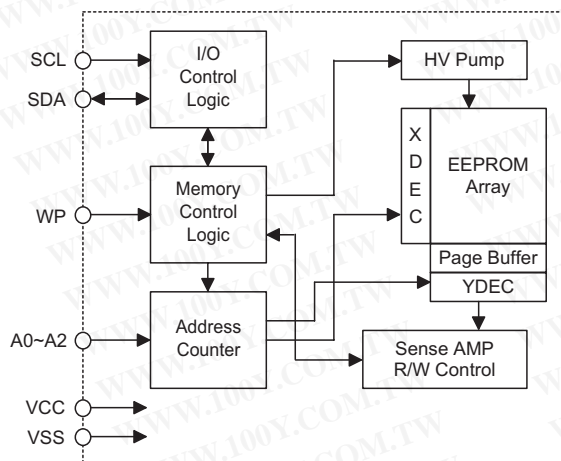 SCL
SDA
WP
A0~A2
VCC
VSS
I/O
Control
Logic
Memory
Control
Logic
Address
Counter
HV Pump
X
D
E
C
EEPROM
Array
Page Buffer
YDEC
Sense AMP
R/W Control
WWW.100Y.COM.TW